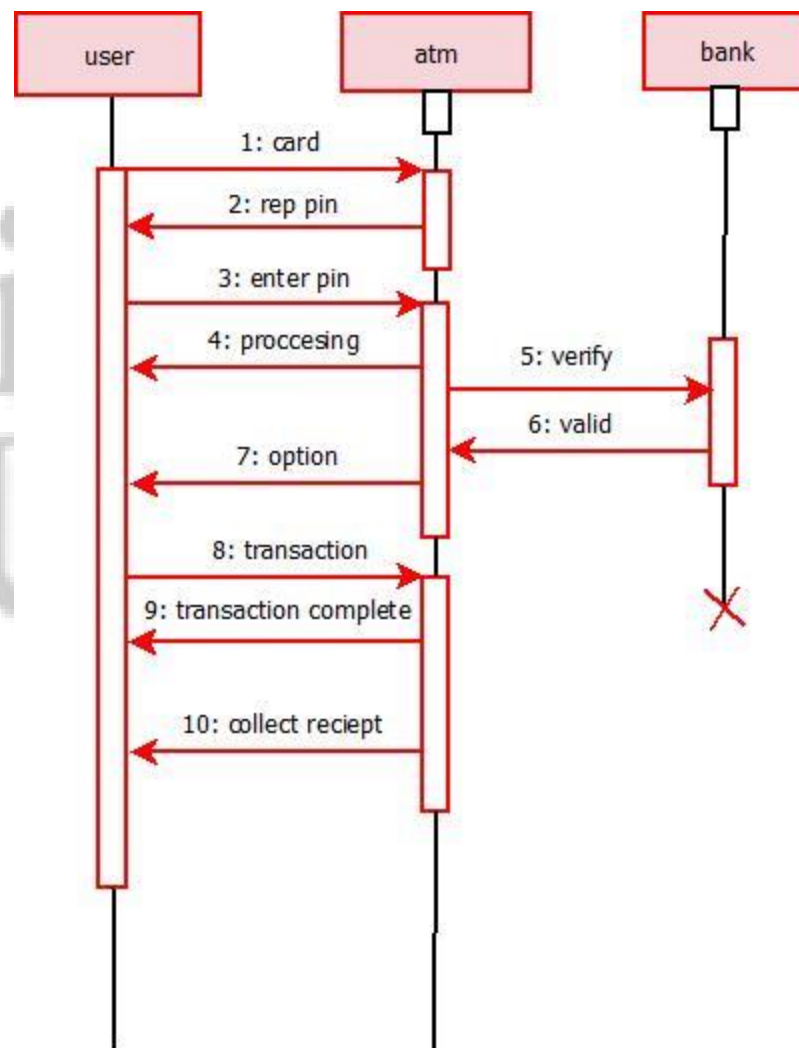 user
atm
bank
1: card
2: rep pin
3: enter pin
4: proccesing
5: verify
6: valid
7: option
8: transaction
9: transaction complete
10: collect reciept